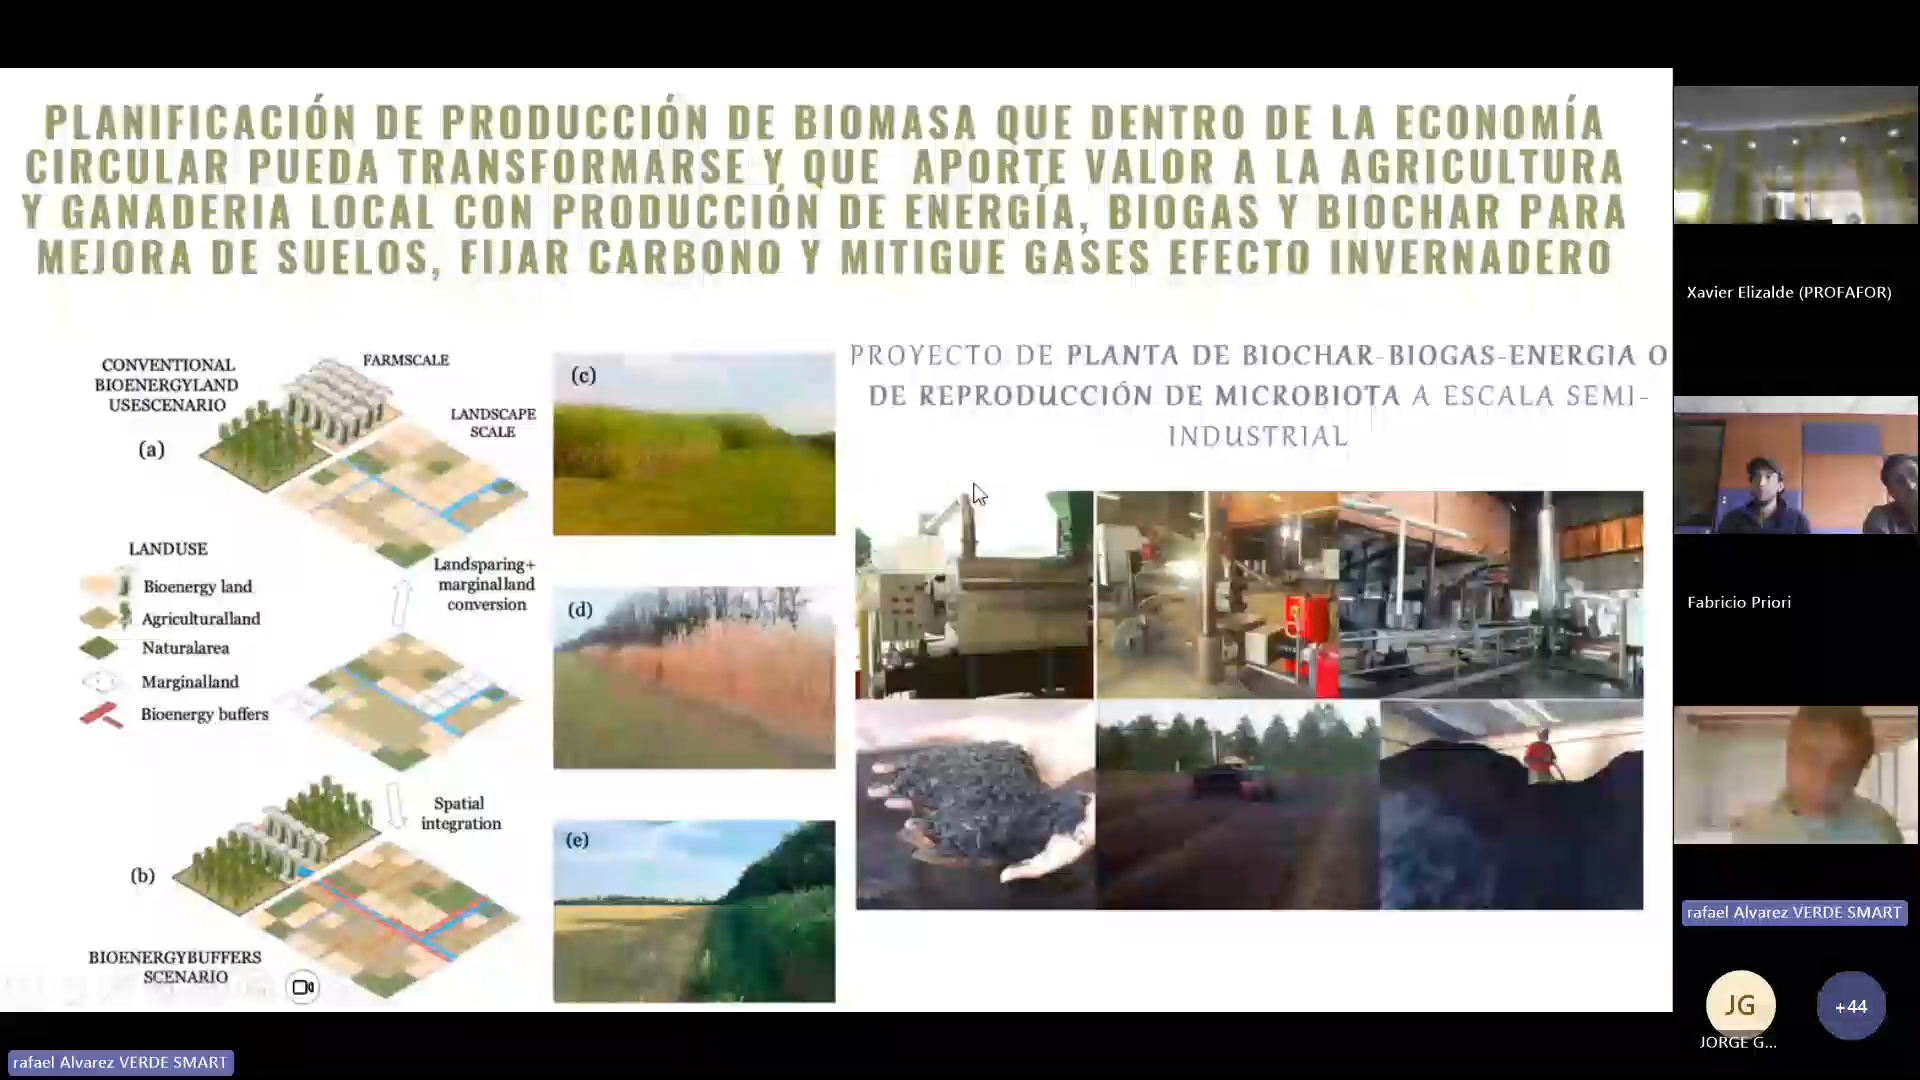 PLANIFICACIÓN DE PRODUCCIÓN DE BIOMASA QUE DENTRO DE LA ECONOMÍA
CIRCULAR PUEDA TRANSFORMARSE Y QUE APORTE VALOR A LA AGRICULTURA
Y GANADERIA LOCAL CON PRODUCCIÓN DE ENERGÍA, BIOGAS Y BIOCHAR PARA
MEJORA DE SUELOS, FIJAR CARBONO Y MITIGUE GASES EFECTO INVERNADERO
CONVENTIONAL
BIOENERGYLAND
USESCENARIO
FARMSCALE
LANDSCAPE
SCALE
(a)
LANDUSE
Bioenergy land
Agriculturalland
Naturalarea
Marginalland
Bioenergy buffers
Landsparing+
marginalland
conversion
Spatial
integration
(b)
BIOENERGYBUFFERS
SCENARIO
(c)
(d)
(e)
PROYECTO DE PLANTA DE BIOCHAR-BIOGAS-ENERGIA O
DE REPRODUCCIÓN DE MICROBIOTA A ESCALA SEMI-
INDUSTRIAL
Xavier Elizalde (PROFAFOR)
Fabricio Priori
rafael Alvarez VERDE SMART
JG
+44
JORGE G...
rafael Alvarez VERDE SMART